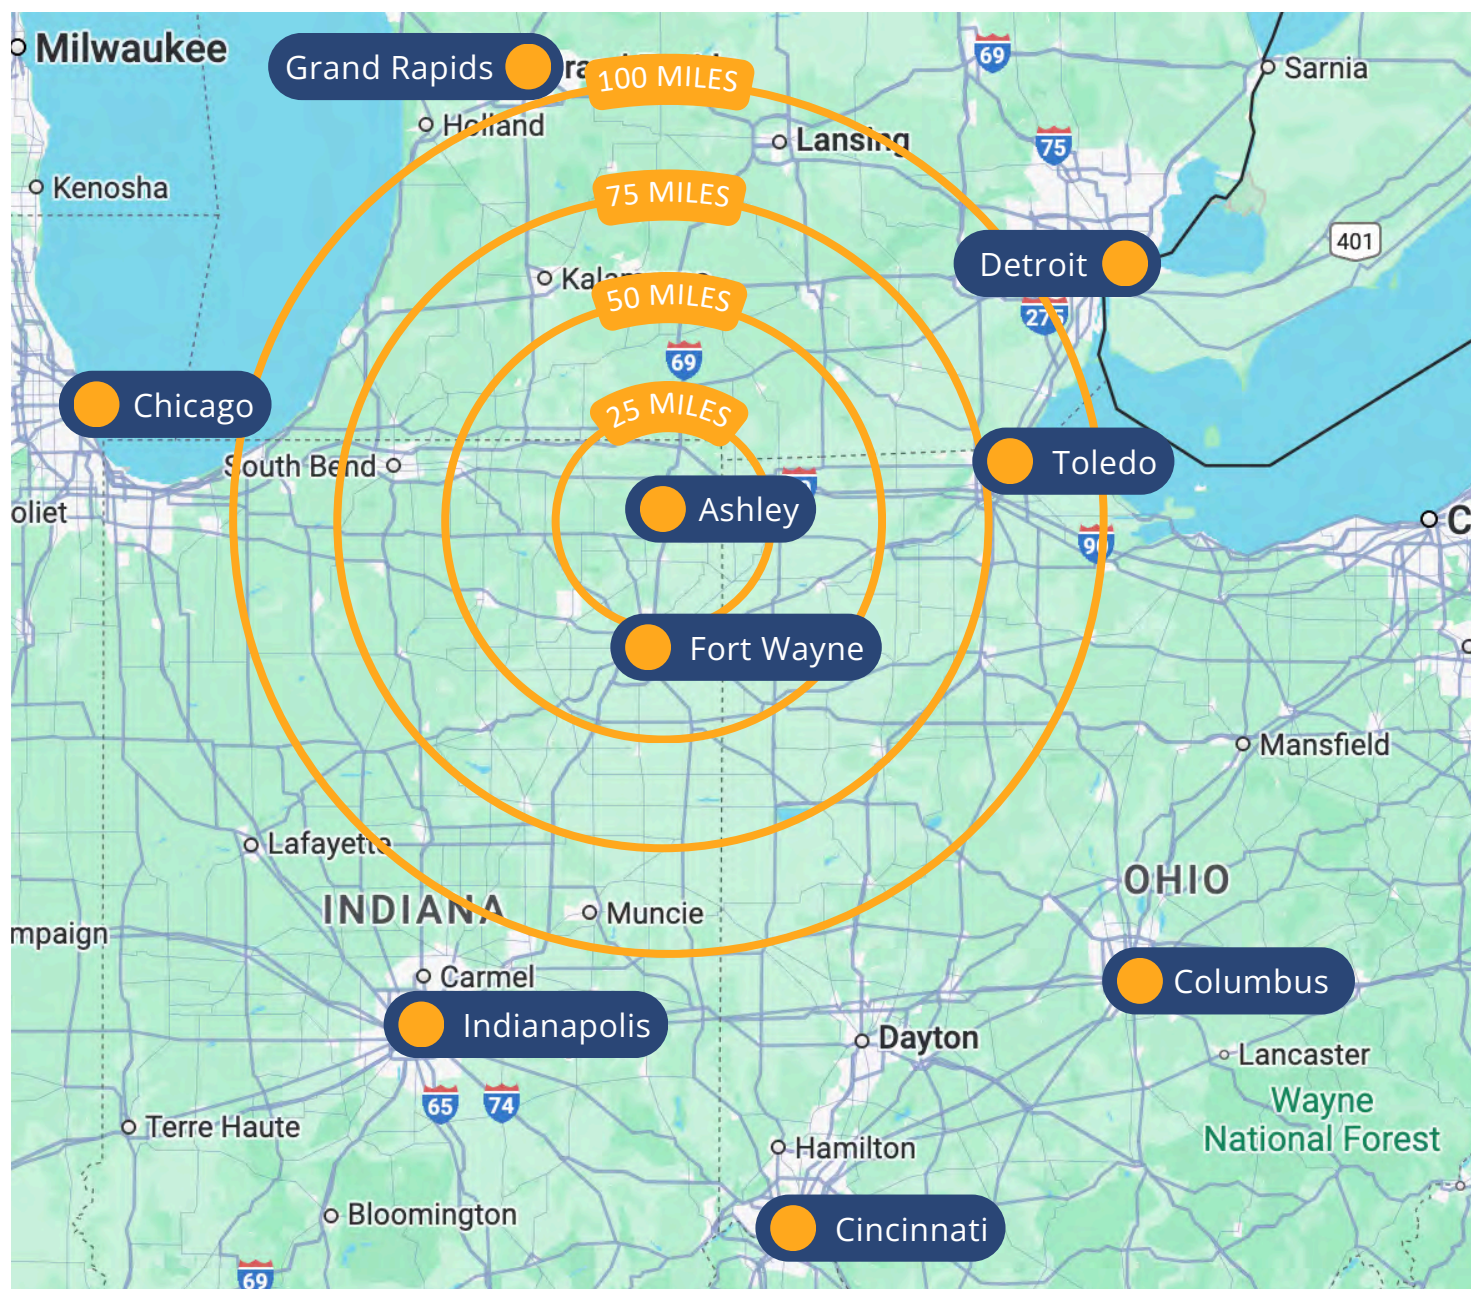 Milwaukee
Grand Rapids
100 MILES
69
Sarnia
Holland
Lansing
75
Kenosha
75 MILES
401
Detroit
50 MILES
275
69
Chicago
25 MILES
South Bend
Toledo
Ashley
oliet
C
90
Fort Wayne
Mansfield
Lafayette
OHIO
INDIANA
Muncie
mpaign
Carmel
Columbus
Indianapolis
Dayton
Lancaster
65
74
Wayne
National Forest
Terre Haute
Hamilton
Bloomington
Cincinnati
69